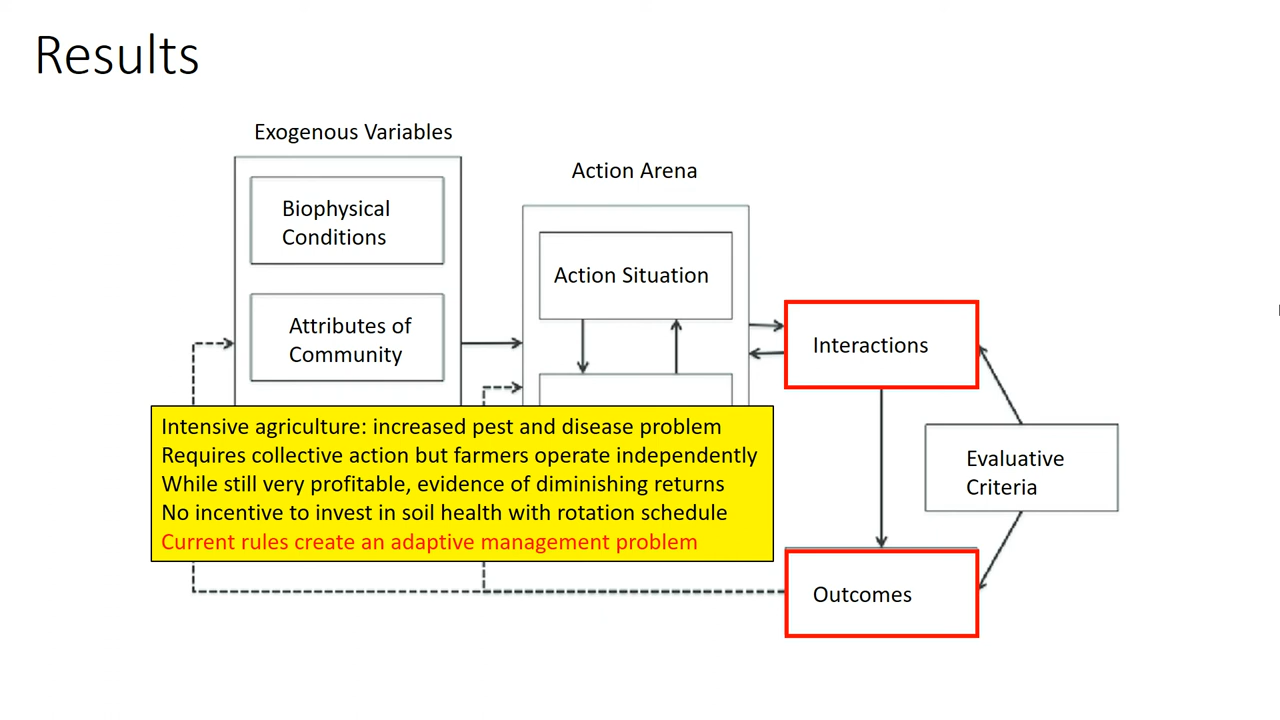 Results
Exogenous Variables
Action Arena
Biophysical
Conditions
Action Situation
Attributes of
Community
Interactions
Intensive agriculture: increased pest and disease problem
Requires collective action but farmers operate independently
While still very profitable, evidence of diminishing returns
No incentive to invest in soil health with rotation schedule
Current rules create an adaptive management problem
Evaluative
Criteria
Outcomes